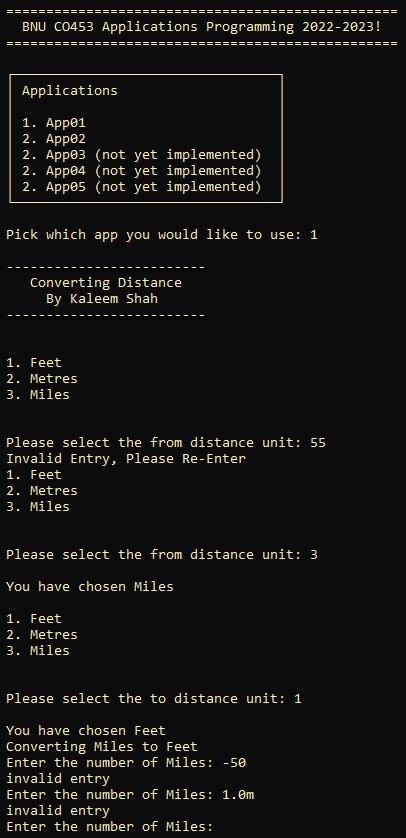 BNU CO453 Applications Programming 2022-2023!
Applications
1. App01
2. App02
2. App03 (not yet implemented)
2. App04 (not yet implemented)
2. App05 (not yet implemented)
Pick which app you would like to use: 1
------------------------
Converting Distance
By Kaleem Shah
------------------------
1. Feet
2. Metres
3. Miles
Please select the from distance unit: 55
Invalid Entry, Please Re-Enter
1. Feet
2. Metres
3. Miles
Please select the from distance unit: 3
You have chosen Miles
1. Feet
2. Metres
3. Miles
Please select the to distance unit: 1
You have chosen Feet
Converting Miles to Feet
Enter the number of Miles: -50
invalid entry
Enter the number of Miles: 1.0m
invalid entry
Enter the number of Miles: